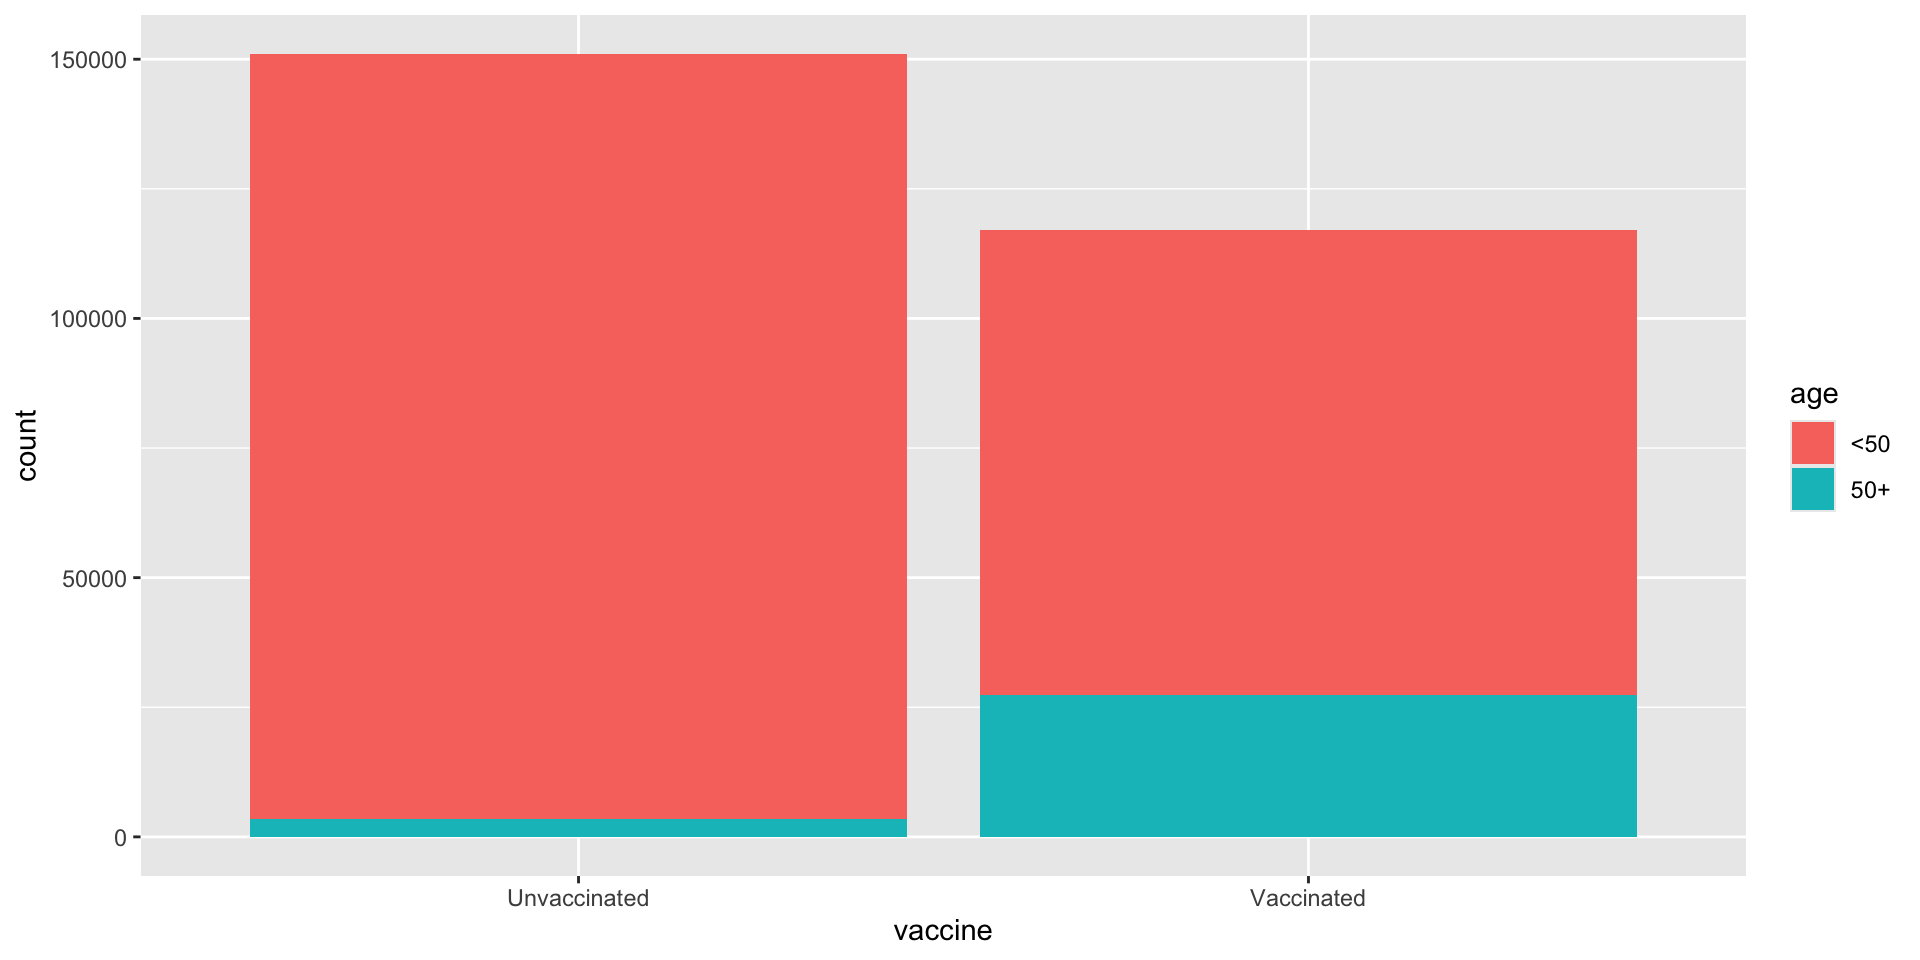 150000
100000
50000
0
count
Unvaccinated
Vaccinated
vaccine
age
<50
50+